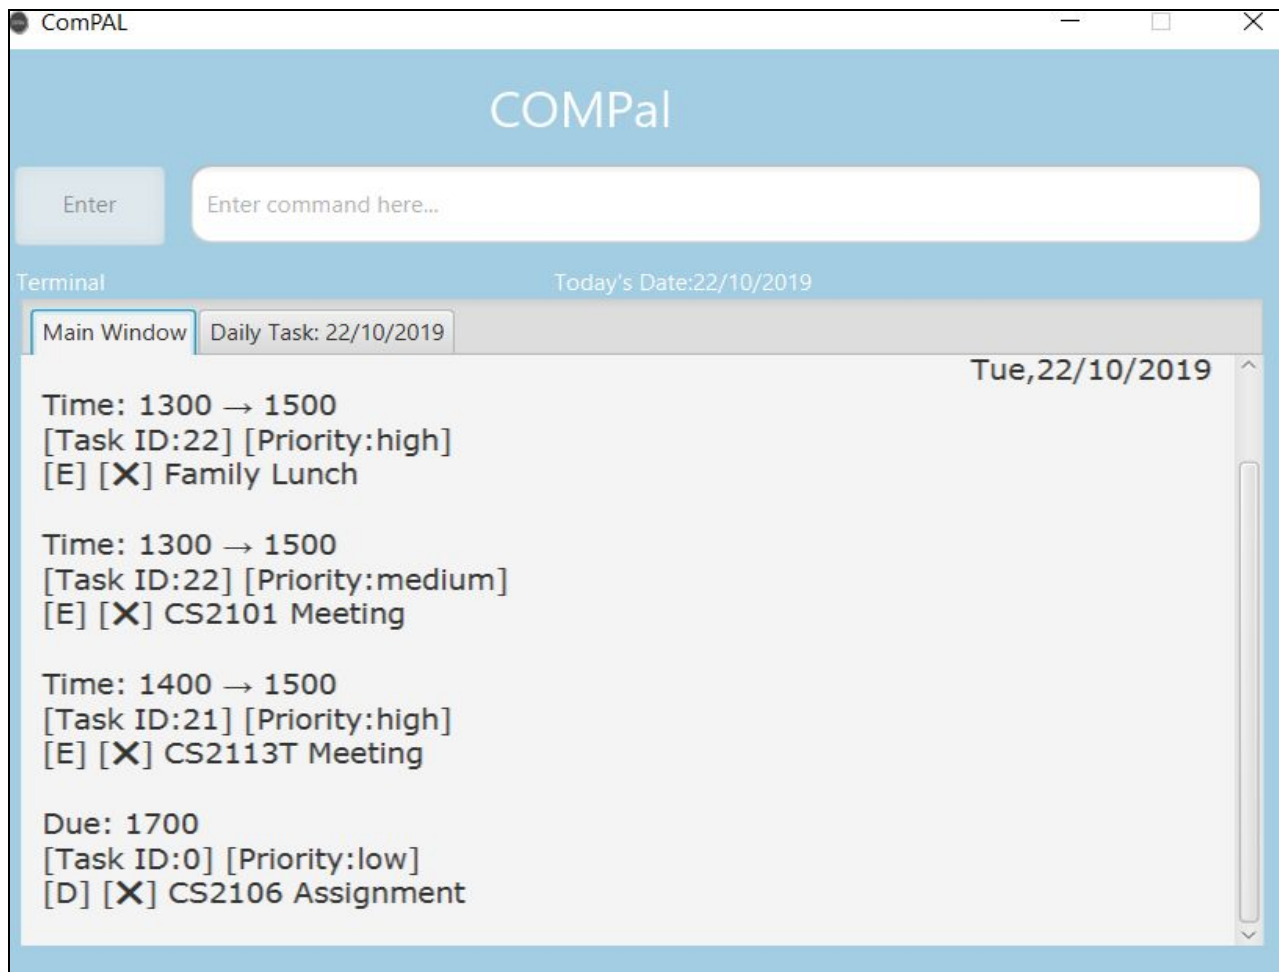 ComPAL
COMPal
Enter
Enter command here...
Terminal
Today's Date:22/10/2019
Main Window
Daily Task: 22/10/2019
Tue,22/10/2019
Time: 1300 → 1500
[Task ID:22] [Priority:high]
[E] [❌] Family Lunch
Time: 1300 → 1500
[Task ID:22] [Priority:medium]
[E] [❌] CS2101 Meeting
Time: 1400 → 1500
[Task ID:21] [Priority:high]
[E] [❌] CS2113T Meeting
Due: 1700
[Task ID:0] [Priority:low]
[D] [❌] CS2106 Assignment